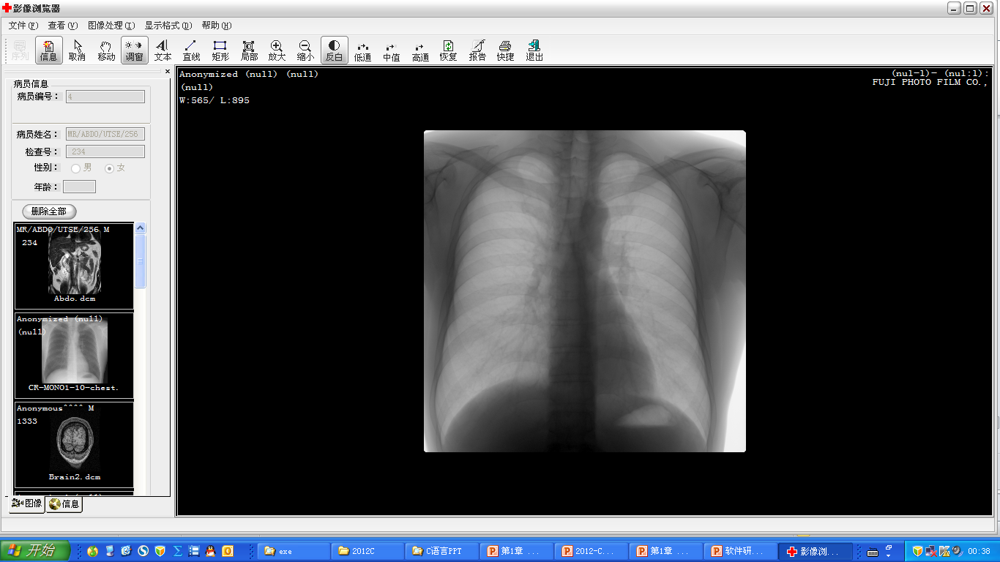 影像浏览器
文件(F) 查看(V) 图像处理(I) 显示格式(D) 帮助(H)
序列 信息 取消 移动 调窗 文本 直线 矩形 局部 放大 缩小 反白 低通 中值 高通 恢复 报告 快捷 退出
病员信息
病员编号： 4
病员姓名： MR/ABDO/UTSE/256
检查号： 234
性别： 男 女
年龄：
删除全部
MR/ABDO/UTSE/256 M
234
Abdo.dcm
Anonymized (null)
(null)
CR-MONO1-10-chest.
Anonymous^^^^ M
1333
Brain2.dcm
图像 信息
Anonymized (null) (null)
(null)
W:565/ L:895
(nul-l)- (nul:l):
FUJI PHOTO FILM CO.,
开始 exe 2012C C语言PPT 第1章 ... 2012-C... 第1章 ... 软件研... 影像浏... 00:38